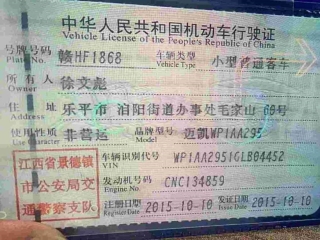 中华人民共和国机动车行驶证
Vehicle License of the People's Republic of China
号牌号码 赣HF1868 车辆类型 小型普通客车
Plate No. Vehicle Type
所有人 徐文彪
Owner
住址 乐平市 洎阳街道办事处毛家山 60号
Address
使用性质 非营运 品牌型号 迈凯WP1AA295
Use Character Model
江西省景德镇
市公安局交
通警察支队
车辆识别代号 WP1AA2951GLB04452
VIN
发动机号码 CNC134859
Engine No.
注册日期 2015-10-10 发证日期 2015-10-10
Register Date Issue Date